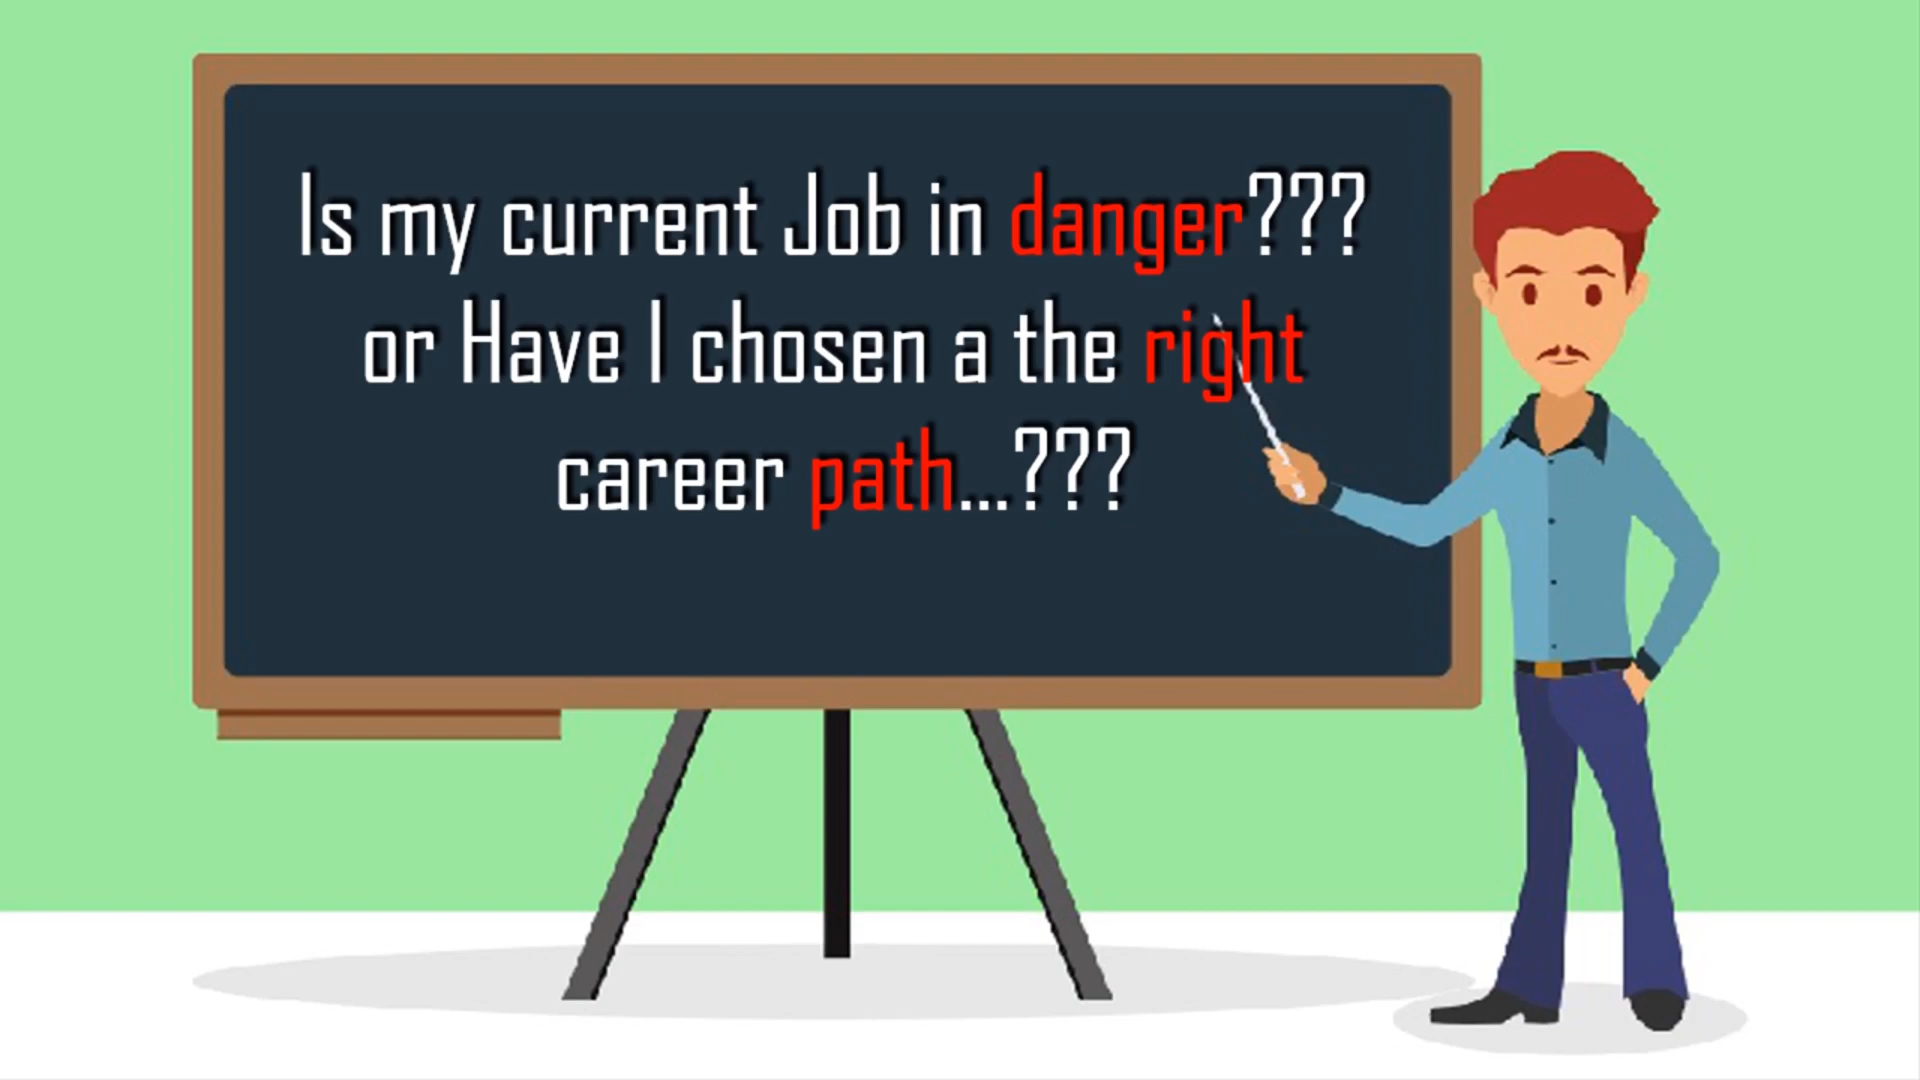 Is my current Job in danger???
or Have I chosen a the right
career path...???